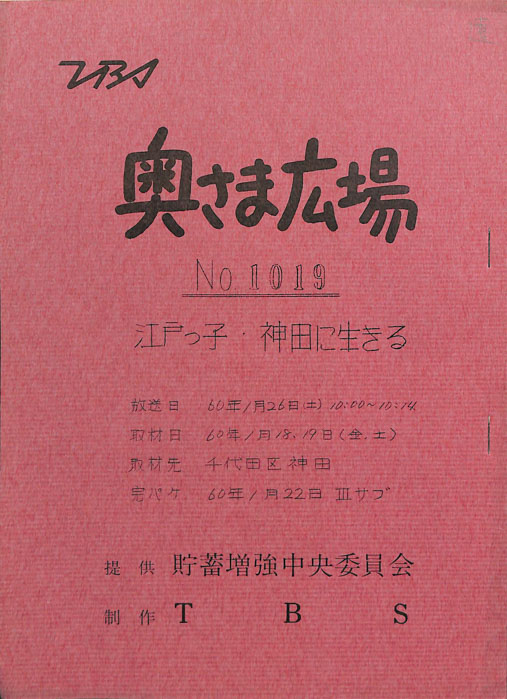 TBS
奥さま広場
No. 1019
江戸っ子・神田に生きる
放送日 60年1月26日(土) 10:00~10:14
取材日 60年1月18,19日(金,土)
取材先 千代田区神田
完パケ 60年1月22日 Ⅲサブ
提供 貯蓄増強中央委員会
制作 TBS